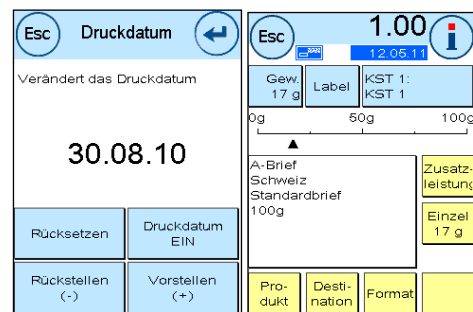 Esc
Druckdatum
Verändert das Druckdatum
30.08.10
Rücksetzen
Druckdatum
EIN
Rückstellen
(-)
Vorstellen
(+)
Esc
1.00
12.05.11
i
Gew.
17 g
Label
KST 1:
KST 1
0g 50g 100g
A-Brief
Schweiz
Standardbrief
100g
Zusatz-
leistung
Einzel
17 g
Pro-
dukt
Desti-
nation
Format